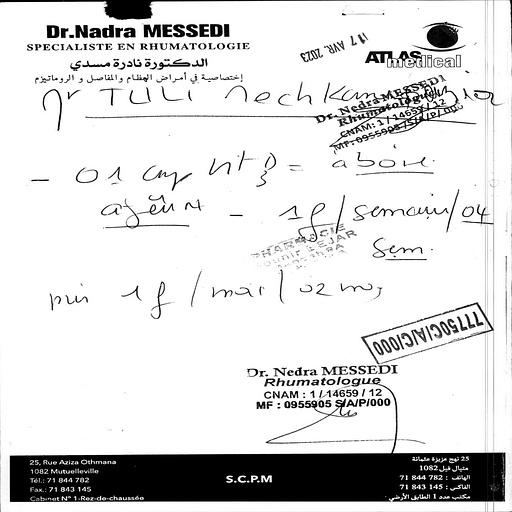 Dr.Nadra MESSEDI
SPECIALISTE EN RHUMATOLOGIE
الدكتورة نادرة مسدي
إختصاصية في أمراض العظام والمفاصل و الروماتيزم
17 AVR. 2023
ATLAS
medical
Dr. Nedra MESSEDI
Rhumatologue
CNAM: 1 / 14659 / 12
MF: 0955905 S/A/P/000
Mr TLILI
- 01 amp Vit D3 = à boire
à jeun - 1f/semaine/04
Sem.
PHARMACIE
puis 1f/mois/02 mois
77750C/A/C/000
Dr. Nedra MESSEDI
Rhumatologue
CNAM : 1 / 14659 / 12
MF : 0955905 S/A/P/000
25, Rue Aziza Othmana
1082 Mutuelleville
Tél.: 71 844 782
Fax.: 71 843 145
Cabinet N° 1-Rez-de-chaussée
S.C.P.M
25 نهج عزيزة عثمانة
متيال فيل 1082
الهاتف : 782 844 71
الفاكس : 145 843 71
مكتب عدد 1 الطابق الأرضي